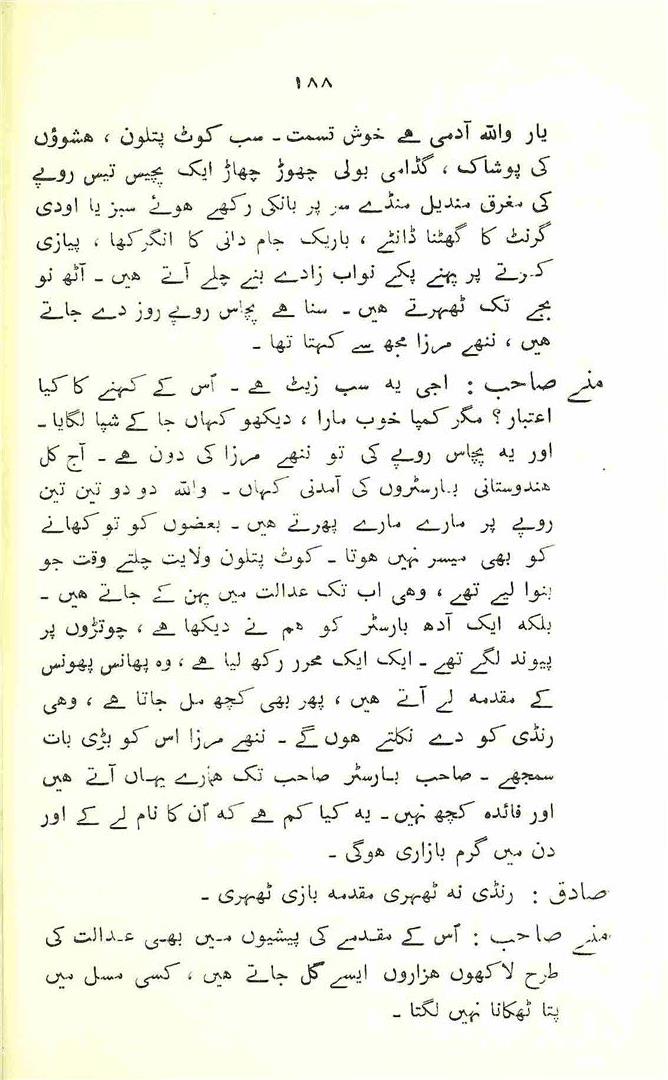 ۱۸۸
یار واللہ آدمی ہے خوش قسمت ۔ سب کوٹ پتلون ، ہشوؤں
کی پوشاک ، گڈامی بولی چھوڑ چھاڑ ایک پچیس تیس روپے
کی مغرق مندیل منڈے سر پر بانکی رکھے ہوئے سبز یا اودی
گرنٹ کا گھٹنا ڈانٹے ، باریک جام دانی کا انگرکھا ، پیازی
کرتے پر پہنے پکے نواب زادے بنے چلے آتے ہیں ۔ آٹھ نو
بجے تک ٹھہرتے ہیں ۔ سنا ہے پچاس روپے روز دے جاتے
ہیں ، ننھے مرزا مجھ سے کہتا تھا ۔
منے صاحب : اجی یہ سب زیٹ ہے ۔ اُس کے کہنے کا کیا
اعتبار ؟ مگر کمپا خوب مارا ، دیکھو کہاں جا کے شپا لگایا ۔
اور یہ پچاس روپے کی تو ننھے مرزا کی دون ہے ۔ آج کل
ہندوستانی بارسٹروں کی آمدنی کہاں ۔ واللہ دو دو تین تین
روپے پر مارے مارے پھرتے ہیں ۔ بعضوں کو تو کھانے
کو بھی میسر نہیں ہوتا ۔ کوٹ پتلون ولایت چلتے وقت جو
بنوا لیے تھے ، وہی اب تک عدالت میں پہن کے جاتے ہیں ۔
بلکہ ایک آدھ بارسٹر کو ہم نے دیکھا ہے ، چوتڑوں پر
پیوند لگے تھے ۔ ایک ایک محرر رکھ لیا ہے ، وہ پھانس پھونس
کے مقدمہ لے آتے ہیں ، پھر بھی کچھ مل جاتا ہے ، وہی
رنڈی کو دے نکلتے ہوں گے ۔ ننھے مرزا اس کو بڑی بات
سمجھے ۔ صاحب بارسٹر صاحب تک ہمارے یہاں آتے ہیں
اور فائدہ کچھ نہیں ۔ یہ کیا کم ہے کہ اُن کا نام لے کے اور
دن میں گرم بازاری ہوگی ۔
صادق : رنڈی نہ ٹھہری مقدمہ بازی ٹھہری ۔
منے صاحب : اُس کے مقدمے کی پیشیوں میں بھی عدالت کی
طرح لاکھوں ہزاروں ایسے گل جاتے ہیں ، کسی مسل میں
پتا ٹھکانا نہیں لگتا ۔